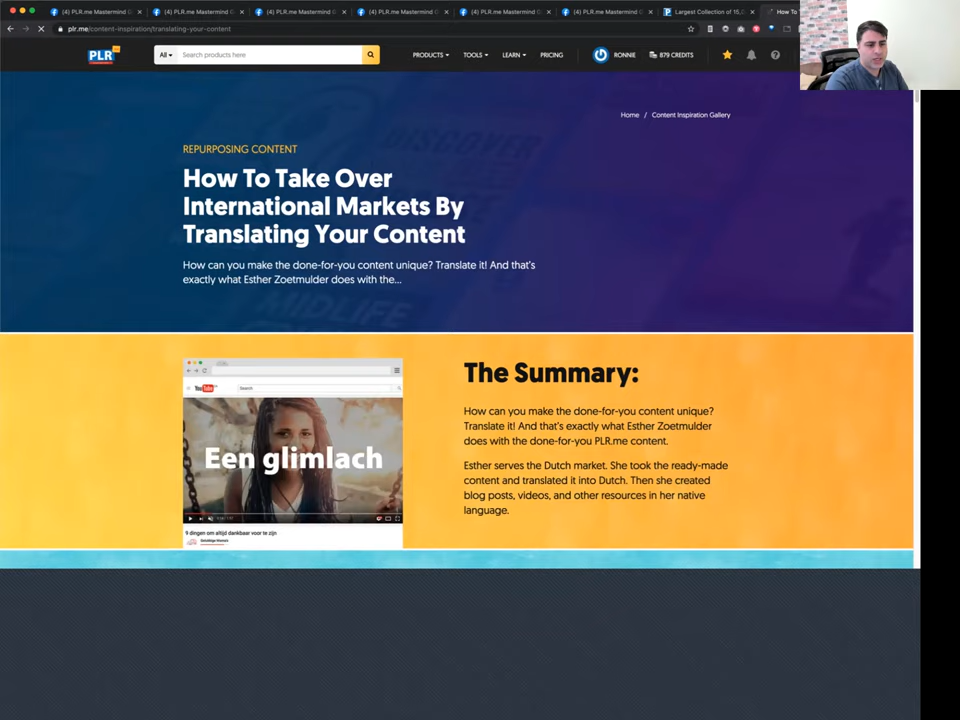 (4) PLR.me Mastermind
(4) PLR.me Mastermind
(4) PLR.me Mastermind
(4) PLR.me Mastermind
(4) PLR.me Mastermind
(4) PLR.me Mastermind
Largest Collection of 15,
How To
plr.me/content-inspiration/translating-your-content
PLR
All
Search products here
PRODUCTS
TOOLS
LEARN
PRICING
RONNIE
879 CREDITS
Home / Content Inspiration Gallery
REPURPOSING CONTENT
How To Take Over
International Markets By
Translating Your Content
How can you make the done-for-you content unique? Translate it! And that's
exactly what Esther Zoetmulder does with the...
DISCOVER
MIDLIFE
YouTube
Search
Een glimlach
9 dingen om altijd dankbaar voor te zijn
The Summary:
How can you make the done-for-you content unique?
Translate it! And that's exactly what Esther Zoetmulder
does with the done-for-you PLR.me content.
Esther serves the Dutch market. She took the ready-made
content and translated it into Dutch. Then she created
blog posts, videos, and other resources in her native
language.